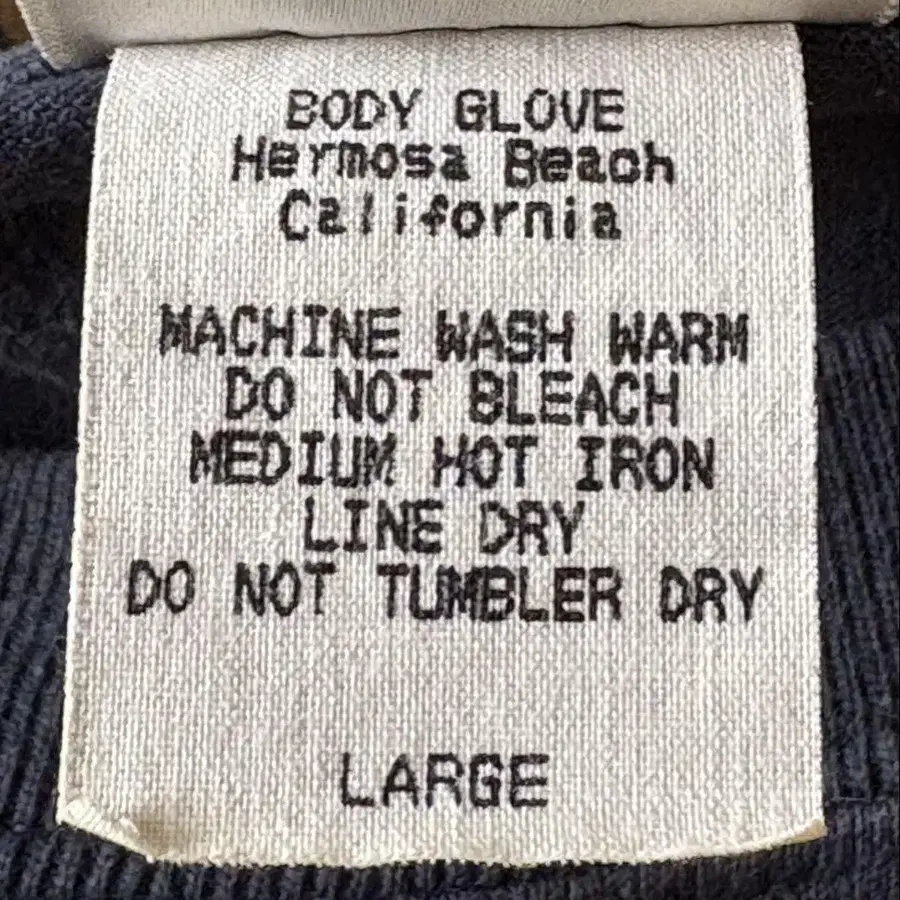 BODY GLOVE
Hermosa Beach
California
MACHINE WASH WARM
DO NOT BLEACH
MEDIUM HOT IRON
LINE DRY
DO NOT TUMBLER DRY
LARGE